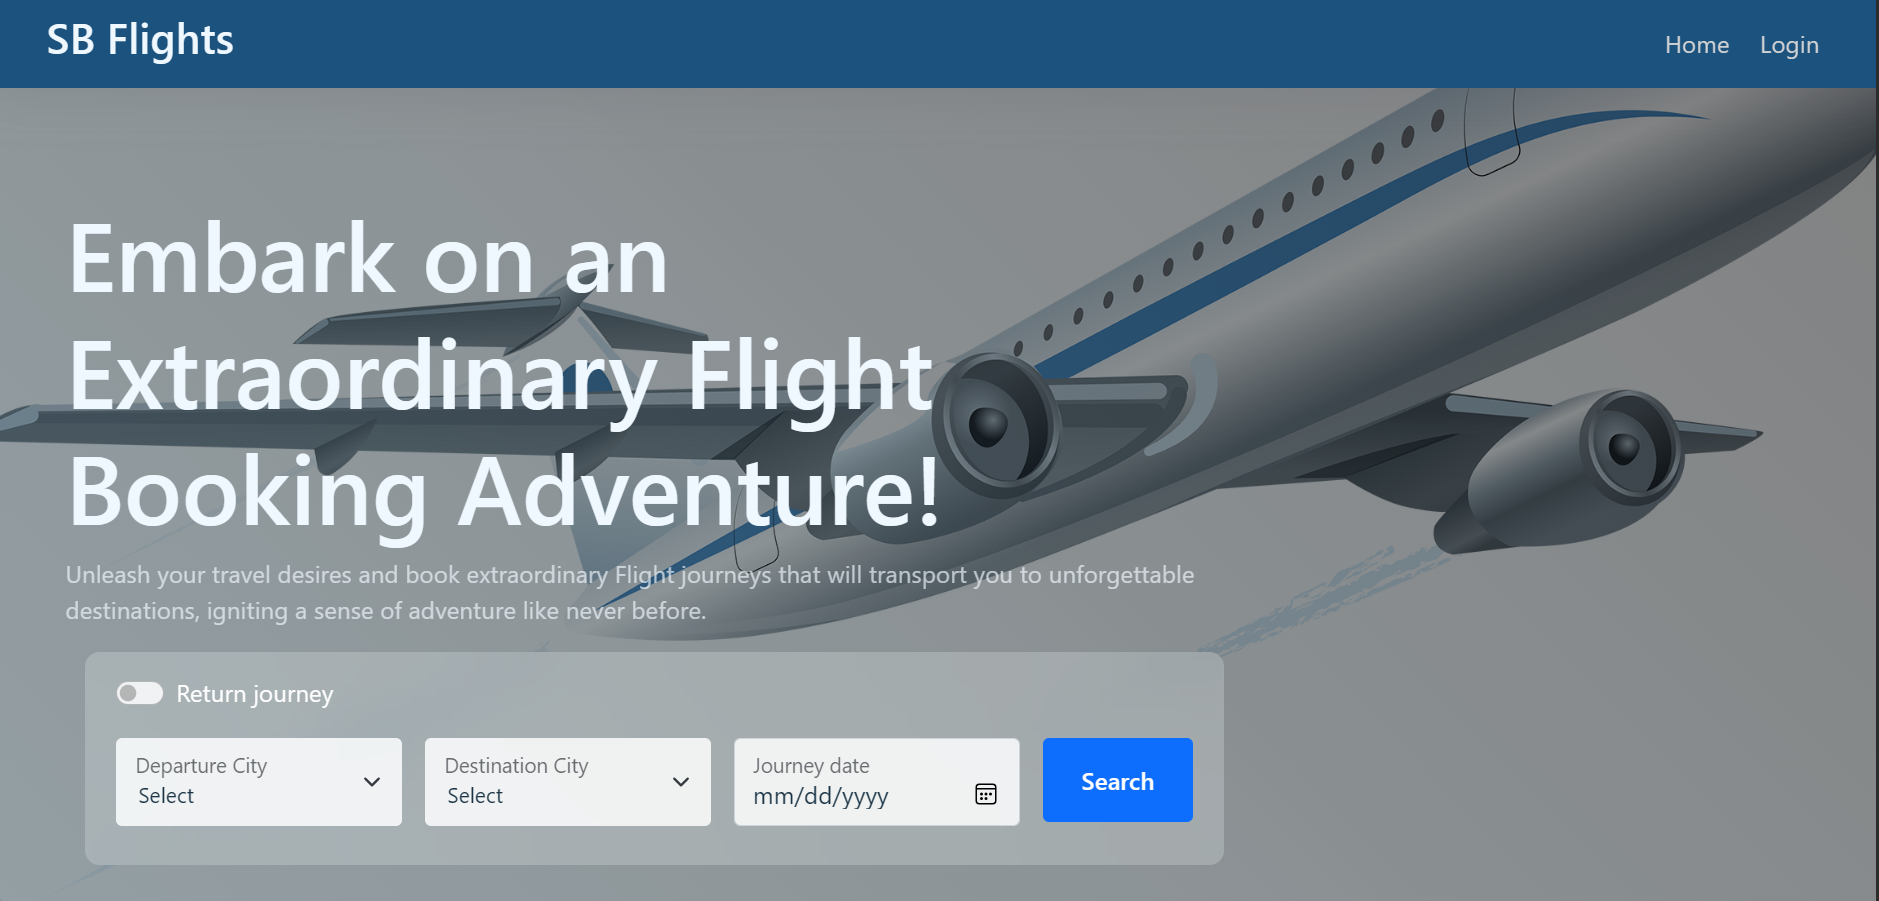 SB Flights
Home
Login
Embark on an
Extraordinary Flight
Booking Adventure!
Unleash your travel desires and book extraordinary Flight journeys that will transport you to unforgettable
destinations, igniting a sense of adventure like never before.
Return journey
Departure City
Select
Destination City
Select
Journey date
mm/dd/yyyy
Search